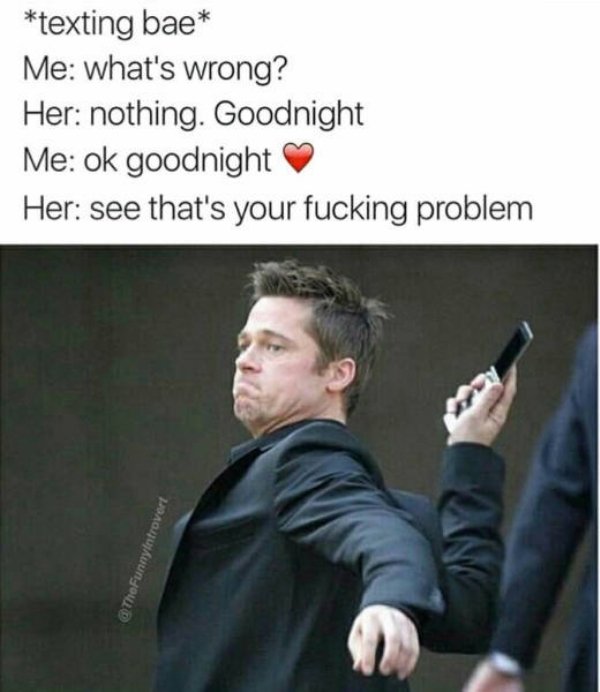 *texting bae*
Me: what's wrong?
Her: nothing. Goodnight
Me: ok goodnight ❤️
Her: see that's your fucking problem
@TheFunnyIntrovert